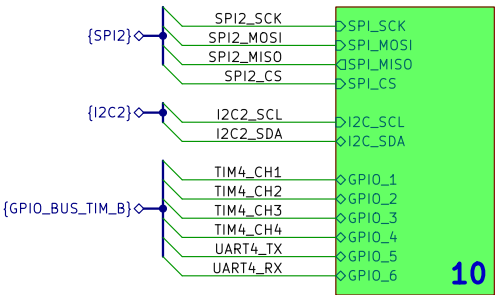 SPI2_SCK
SPI_SCK
{SPI2}
SPI2_MOSI
SPI_MOSI
SPI2_MISO
SPI_MISO
SPI2_CS
SPI_CS
{I2C2}
I2C2_SCL
I2C_SCL
I2C2_SDA
I2C_SDA
TIM4_CH1
GPIO_1
TIM4_CH2
GPIO_2
{GPIO_BUS_TIM_B}
TIM4_CH3
GPIO_3
TIM4_CH4
GPIO_4
UART4_TX
GPIO_5
UART4_RX
GPIO_6
10